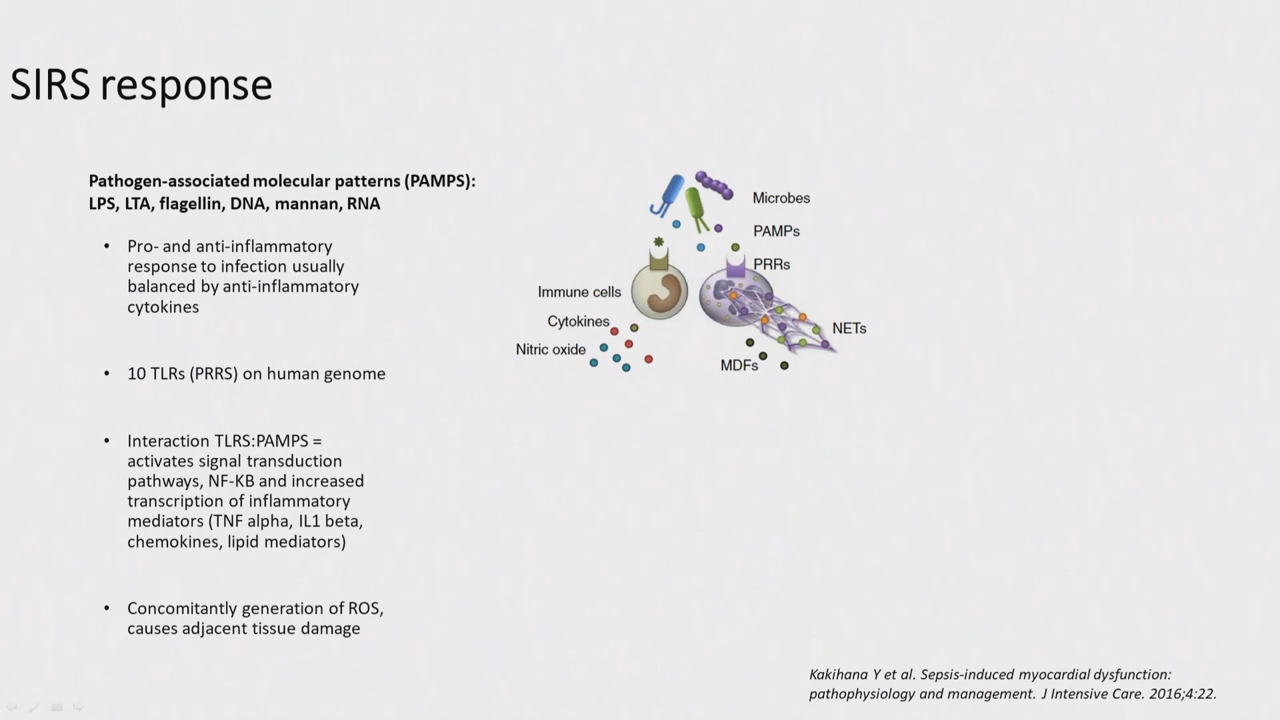 SIRS response
Pathogen-associated molecular patterns (PAMPS):
LPS, LTA, flagellin, DNA, mannan, RNA
• Pro- and anti-inflammatory
response to infection usually
balanced by anti-inflammatory
cytokines
• 10 TLRs (PRRS) on human genome
• Interaction TLRS:PAMPS =
activates signal transduction
pathways, NF-KB and increased
transcription of inflammatory
mediators (TNF alpha, IL1 beta,
chemokines, lipid mediators)
• Concomitantly generation of ROS,
causes adjacent tissue damage
Microbes
PAMPs
PRRs
Immune cells
Cytokines
NETs
Nitric oxide
MDFs
Kakihana Y et al. Sepsis-induced myocardial dysfunction:
pathophysiology and management. J Intensive Care. 2016;4:22.